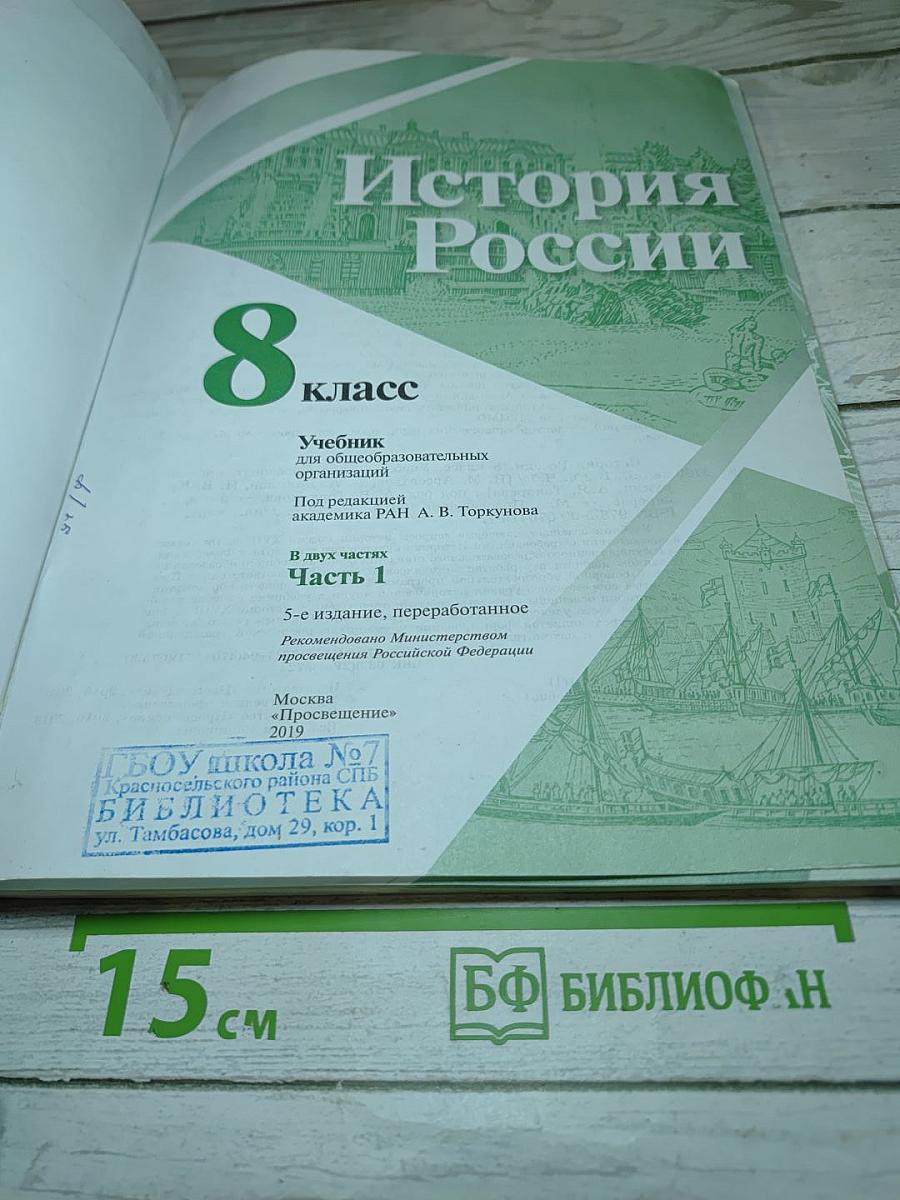 История
России
8 класс
Учебник
для общеобразовательных
организаций
Под редакцией
академика РАН А. В. Торкунова
В двух частях
Часть 1
5-е издание, переработанное
Рекомендовано Министерством
просвещения Российской Федерации
Москва
«Просвещение»
2019
ГБОУ школа №7
Красносельского района СПБ
БИБЛИОТЕКА
ул. Тамбасова, дом 29, кор. 1
15 см
БФ БИБЛИОФАН